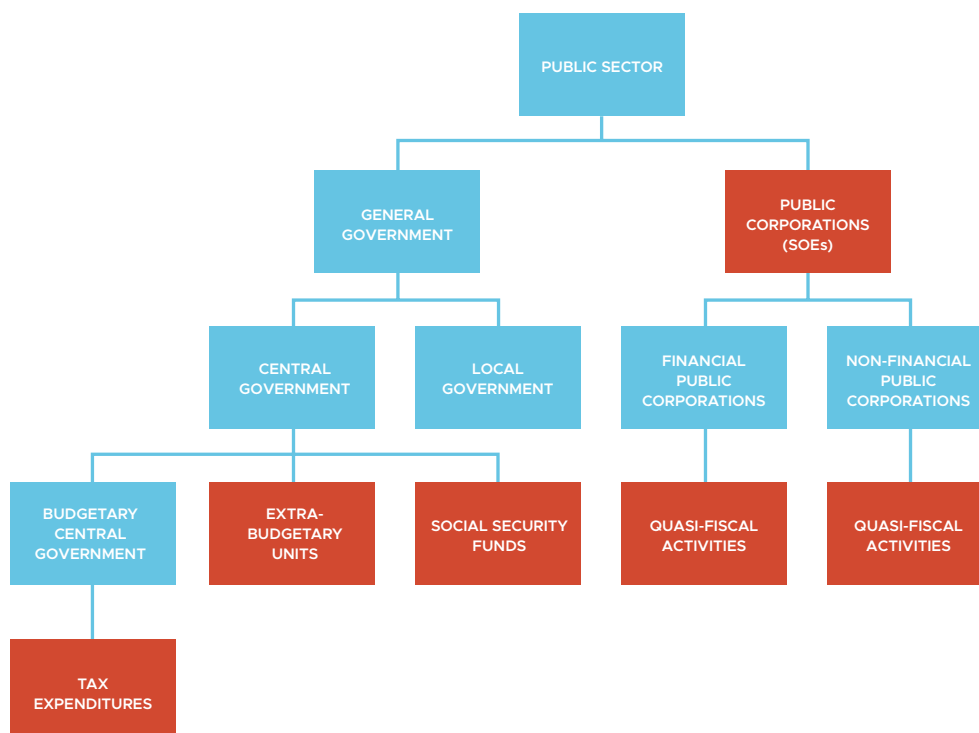 PUBLIC SECTOR
GENERAL
GOVERNMENT
PUBLIC
CORPORATIONS
(SOEs)
CENTRAL
GOVERNMENT
LOCAL
GOVERNMENT
FINANCIAL
PUBLIC
CORPORATIONS
NON-FINANCIAL
PUBLIC
CORPORATIONS
BUDGETARY
CENTRAL
GOVERNMENT
EXTRA-
BUDGETARY
UNITS
SOCIAL SECURITY
FUNDS
QUASI-FISCAL
ACTIVITIES
QUASI-FISCAL
ACTIVITIES
TAX
EXPENDITURES